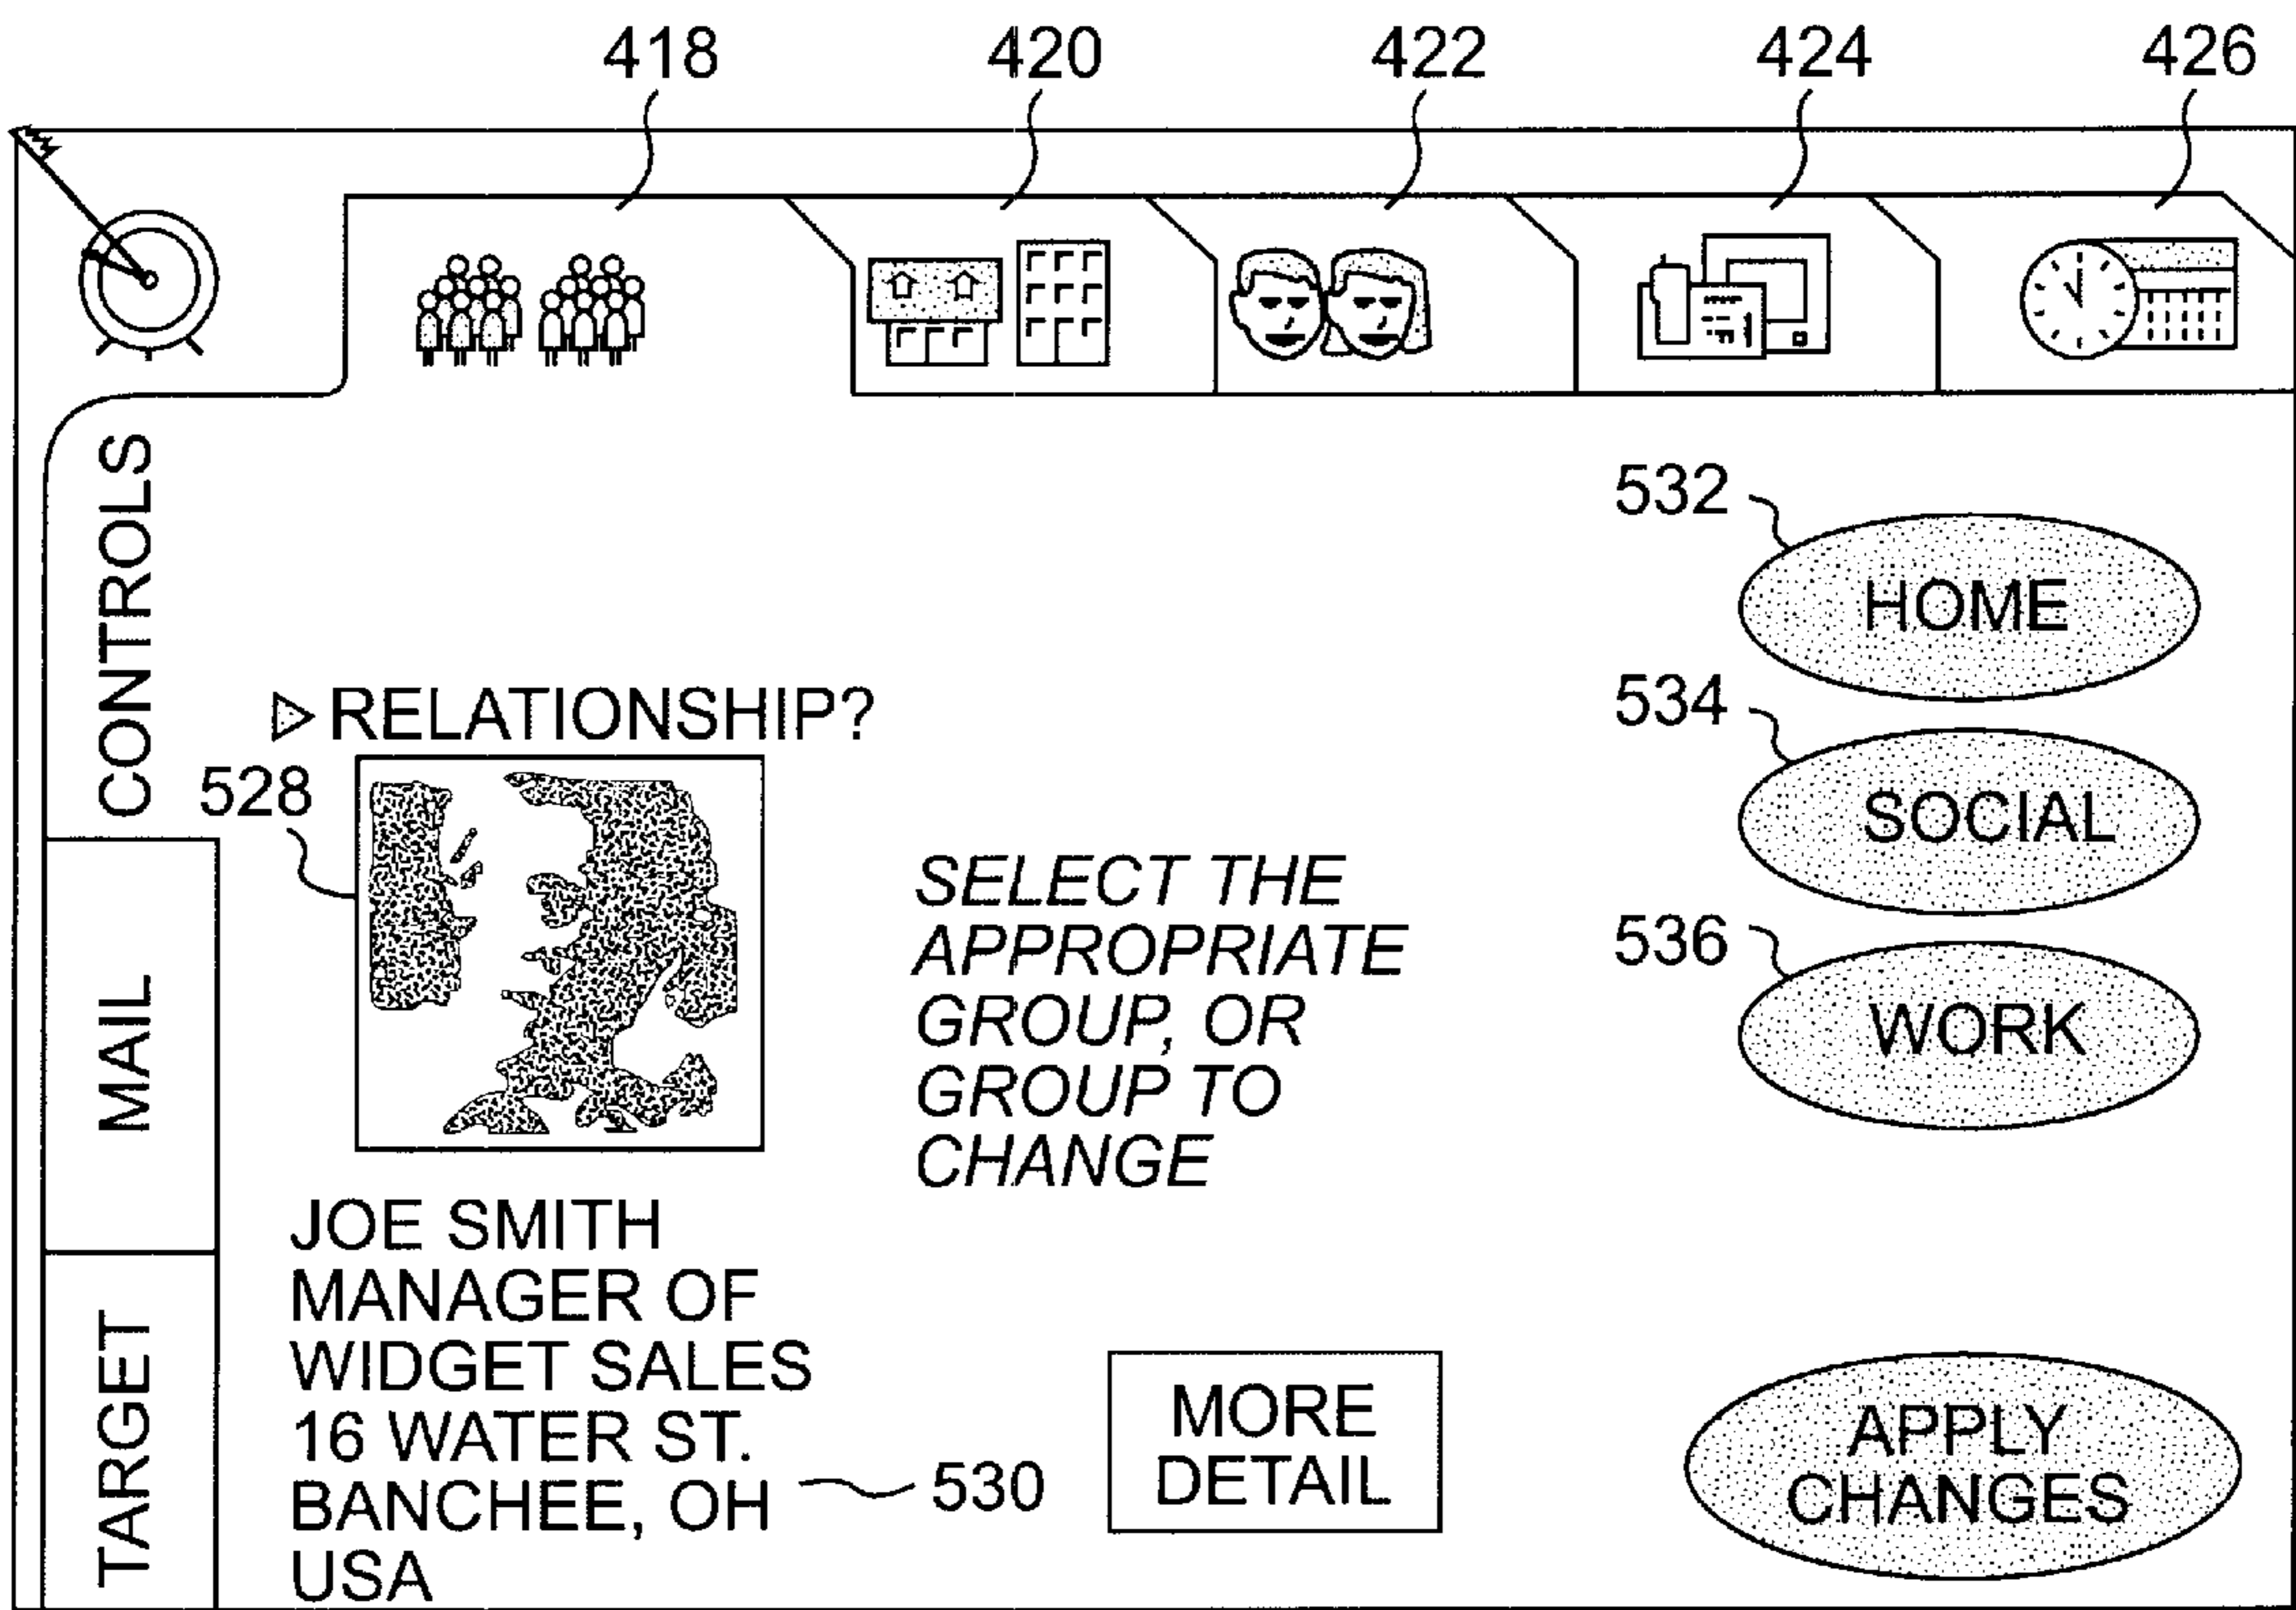 418 420 422 424 426
CONTROLS
MAIL
TARGET
▷ RELATIONSHIP?
528
JOE SMITH
MANAGER OF
WIDGET SALES
16 WATER ST.
BANCHEE, OH
USA
530
SELECT THE
APPROPRIATE
GROUP, OR
GROUP TO
CHANGE
MORE
DETAIL
532
HOME
534
SOCIAL
536
WORK
APPLY
CHANGES